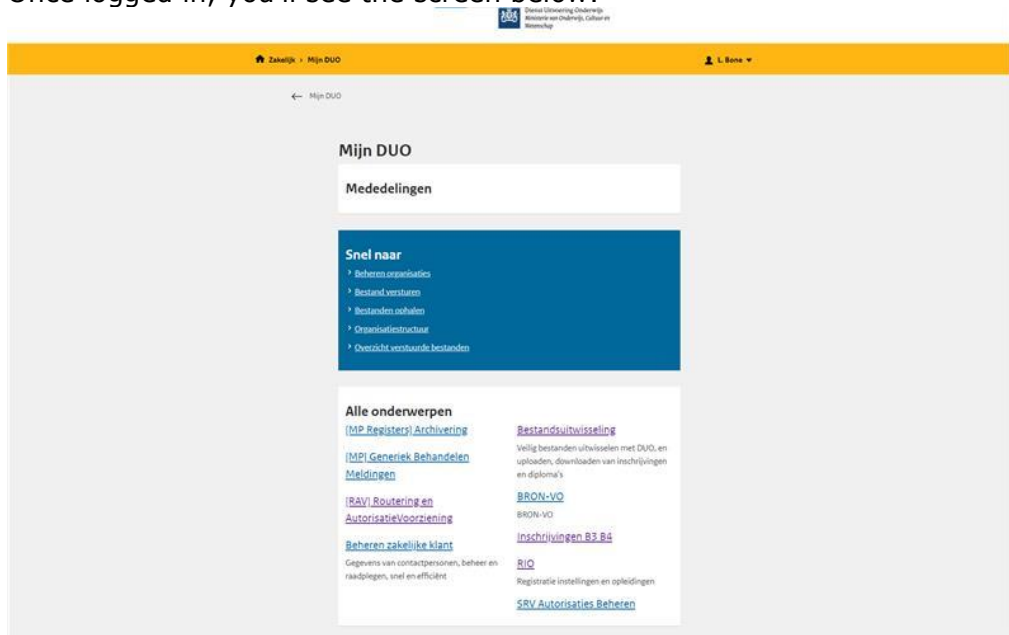 Once logged in, you'll see the screen below:
Dienst Uitvoering Onderwijs
Ministerie van Onderwijs, Cultuur en
Wetenschap
Zakelijk › Mijn DUO
L. Bone
← Mijn DUO
Mijn DUO
Mededelingen
Snel naar
› Beheren organisaties
› Bestand versturen
› Bestanden ophalen
› Organisatiestructuur
› Overzicht verstuurde bestanden
Alle onderwerpen
(MP Registers) Archivering
(MP) Generiek Behandelen
Meldingen
(RAV) Routering en
AutorisatieVoorziening
Beheren zakelijke klant
Gegevens van contactpersonen, beheer en
raadplegen, snel en efficiënt
Bestandsuitwisseling
Veilig bestanden uitwisselen met DUO, en
uploaden, downloaden van inschrijvingen
en diploma's
BRON-VO
BRON-VO
Inschrijvingen B3 B4
RIO
Registratie instellingen en opleidingen
SRV Autorisaties Beheren